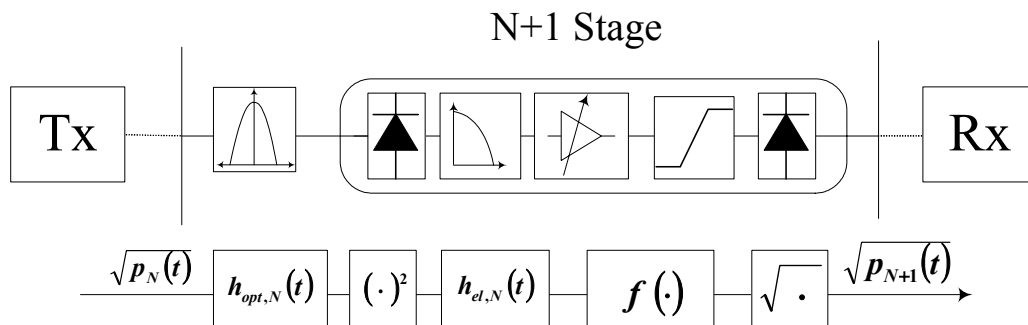 N+1 Stage
Tx
Rx
√p_N(t)
h_opt,N(t)
(·)²
h_el,N(t)
f(·)
√·
√p_N+1(t)